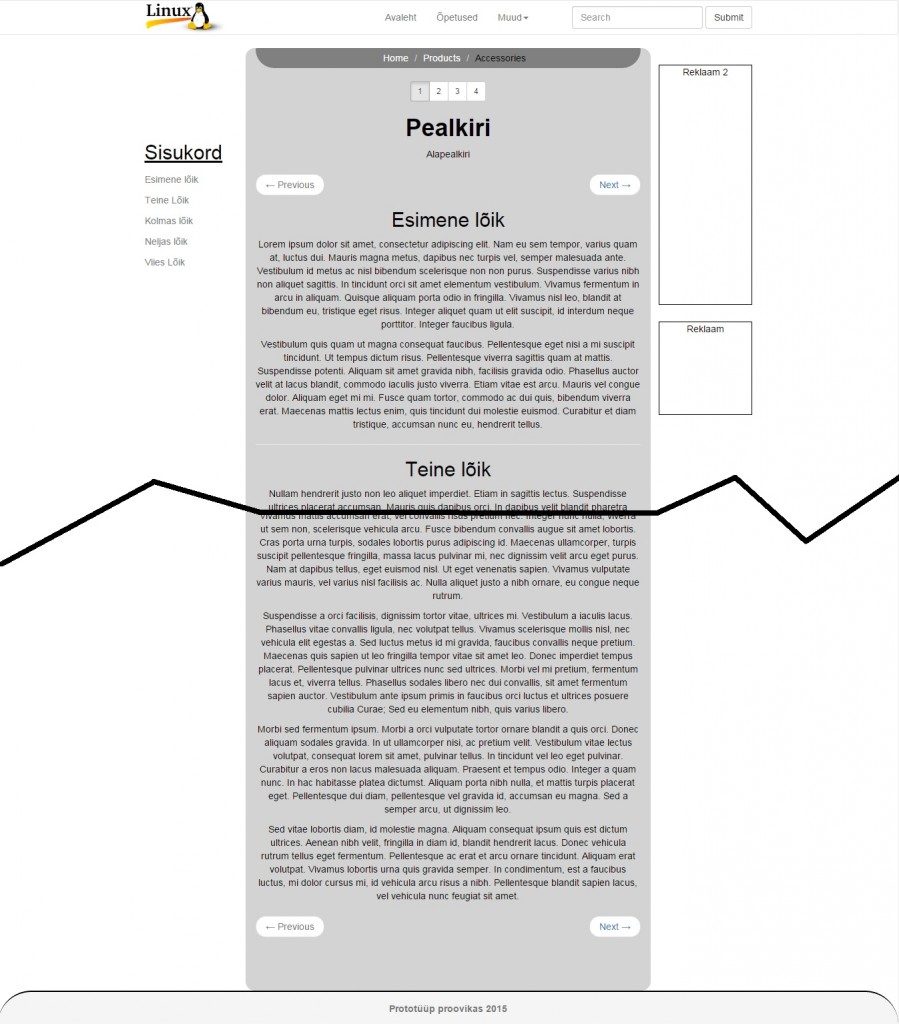 Linux
Avaleht Õpetused Muud Search Submit
Home / Products / Accessories
1 2 3 4
Pealkiri
Alapealkiri
← Previous Next →
Sisukord
Esimene lõik
Teine Lõik
Kolmas lõik
Neljas lõik
Viies Lõik
Esimene lõik
Lorem ipsum dolor sit amet, consectetur adipiscing elit. Nam eu sem tempor, varius quam
at, luctus dui. Mauris magna metus, dapibus nec turpis vel, semper malesuada ante.
Vestibulum id metus ac nisl bibendum scelerisque non non purus. Suspendisse varius nibh
non aliquet sagittis. In tincidunt orci sit amet elementum vestibulum. Vivamus fermentum in
arcu in aliquam. Quisque aliquam porta odio in fringilla. Vivamus nisl leo, blandit at
bibendum eu, tristique eget risus. Integer aliquet quam ut elit suscipit, id interdum neque
porttitor. Integer faucibus ligula.
Vestibulum quis quam ut magna consequat faucibus. Pellentesque eget nisi a mi suscipit
tincidunt. Ut tempus dictum risus. Pellentesque viverra sagittis quam at mattis.
Suspendisse potenti. Aliquam sit amet gravida nibh, facilisis gravida odio. Phasellus auctor
velit at lacus blandit, commodo iaculis justo viverra. Etiam vitae est arcu. Mauris vel congue
dolor. Aliquam eget mi mi. Fusce quam tortor, commodo ac dui quis, bibendum viverra
erat. Maecenas mattis lectus enim, quis tincidunt dui molestie euismod. Curabitur et diam
tristique, accumsan nunc eu, hendrerit tellus.
Teine lõik
Nullam hendrerit justo non leo aliquet imperdiet. Etiam in sagittis lectus. Suspendisse
ultrices placerat accumsan. Mauris quis dapibus orci. In dapibus velit blandit pharetra
vivamus mattis accumsan erat, vel convallis
ut sem non, scelerisque vehicula arcu. Fusce bibendum convallis augue sit amet lobortis.
Cras porta urna turpis, sodales lobortis purus adipiscing id. Maecenas ullamcorper, turpis
suscipit pellentesque fringilla, massa lacus pulvinar mi, nec dignissim velit arcu eget purus.
Nam at dapibus tellus, eget euismod nisl. Ut eget venenatis sapien. Vivamus vulputate
varius mauris, vel varius nisl facilisis ac. Nulla aliquet justo a nibh ornare, eu congue neque
rutrum.
Suspendisse a orci facilisis, dignissim tortor vitae, ultrices mi. Vestibulum a iaculis lacus.
Phasellus vitae convallis ligula, nec volutpat tellus. Vivamus scelerisque mollis nisl, nec
vehicula elit egestas a. Sed luctus metus id mi gravida, faucibus convallis neque pretium.
Maecenas quis sapien ut leo fringilla tempor vitae sit amet leo. Donec imperdiet tempus
placerat. Pellentesque pulvinar ultrices nunc sed ultrices. Morbi vel mi pretium, fermentum
lacus et, viverra tellus. Phasellus sodales libero nec dui convallis, sit amet fermentum
sapien auctor. Vestibulum ante ipsum primis in faucibus orci luctus et ultrices posuere
cubilia Curae; Sed eu elementum nibh, quis varius libero.
Morbi sed fermentum ipsum. Morbi a orci vulputate tortor ornare blandit a quis orci. Donec
aliquam sodales gravida. In ut ullamcorper nisi, ac pretium velit. Vestibulum vitae lectus
volutpat, consequat lorem sit amet, pulvinar tellus. In tincidunt vel leo eget pulvinar.
Curabitur a eros non lacus malesuada aliquam. Praesent et tempus odio. Integer a quam
nunc. In hac habitasse platea dictumst. Aliquam porta nibh nulla, et mattis turpis placerat
eget. Pellentesque dui diam, pellentesque vel gravida id, accumsan eu magna. Sed a
semper arcu, ut dignissim leo.
Sed vitae lobortis diam, id molestie magna. Aliquam consequat ipsum quis est dictum
ultrices. Aenean nibh velit, fringilla in diam id, blandit hendrerit lacus. Donec vehicula
rutrum tellus eget fermentum. Pellentesque ac erat et arcu ornare tincidunt. Aliquam erat
volutpat. Vivamus lobortis urna quis gravida semper. In condimentum, est a faucibus
luctus, mi dolor cursus mi, id vehicula arcu risus a nibh. Pellentesque blandit sapien lacus,
vel vehicula nunc feugiat sit amet.
← Previous Next →
Reklaam 2
Reklaam
Prototüüp proovikas 2015